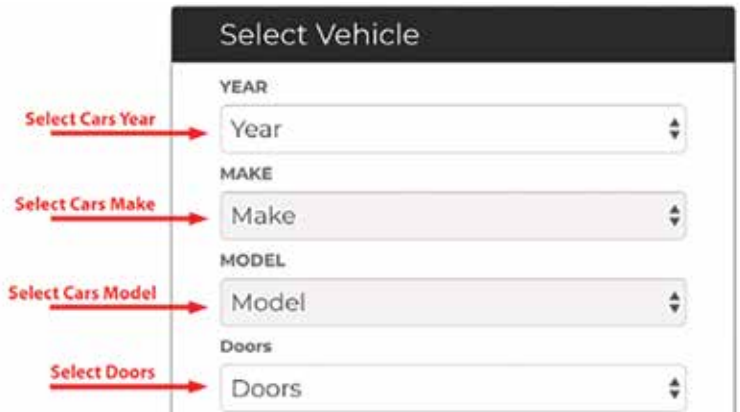 Select Vehicle
YEAR
Select Cars Year
Year
MAKE
Select Cars Make
Make
MODEL
Select Cars Model
Model
Doors
Select Doors
Doors